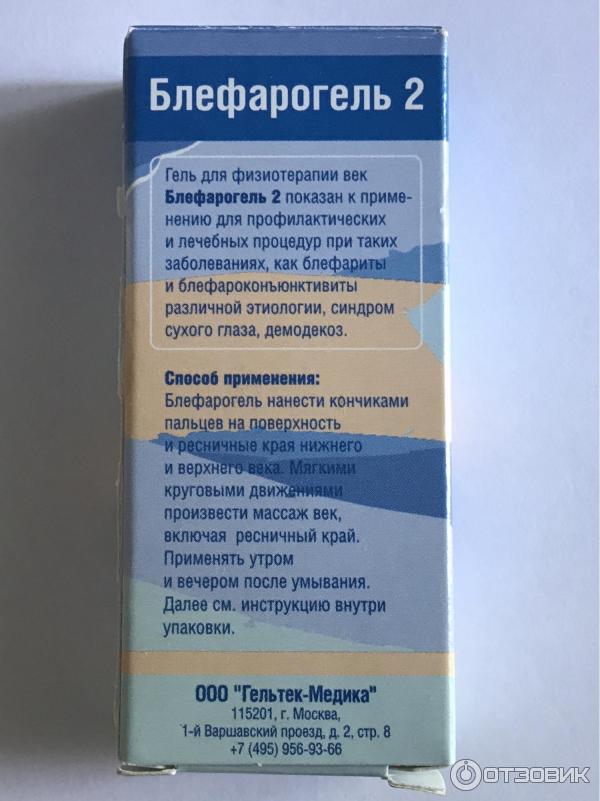 Блефарогель 2
Гель для физиотерапии век
Блефарогель 2 показан к приме-
нению для профилактических
и лечебных процедур при таких
заболеваниях, как блефариты
и блефароконъюнктивиты
различной этиологии, синдром
сухого глаза, демодекоз.
Способ применения:
Блефарогель нанести кончиками
пальцев на поверхность
и ресничные края нижнего
и верхнего века. Мягкими
круговыми движениями
произвести массаж век,
включая ресничный край.
Применять утром
и вечером после умывания.
Далее см. инструкцию внутри
упаковки.
ООО "Гельтек-Медика"
115201, г. Москва,
1-й Варшавский проезд, д. 2, стр. 8
+7 (495) 956-93-66
ОТЗОВИК